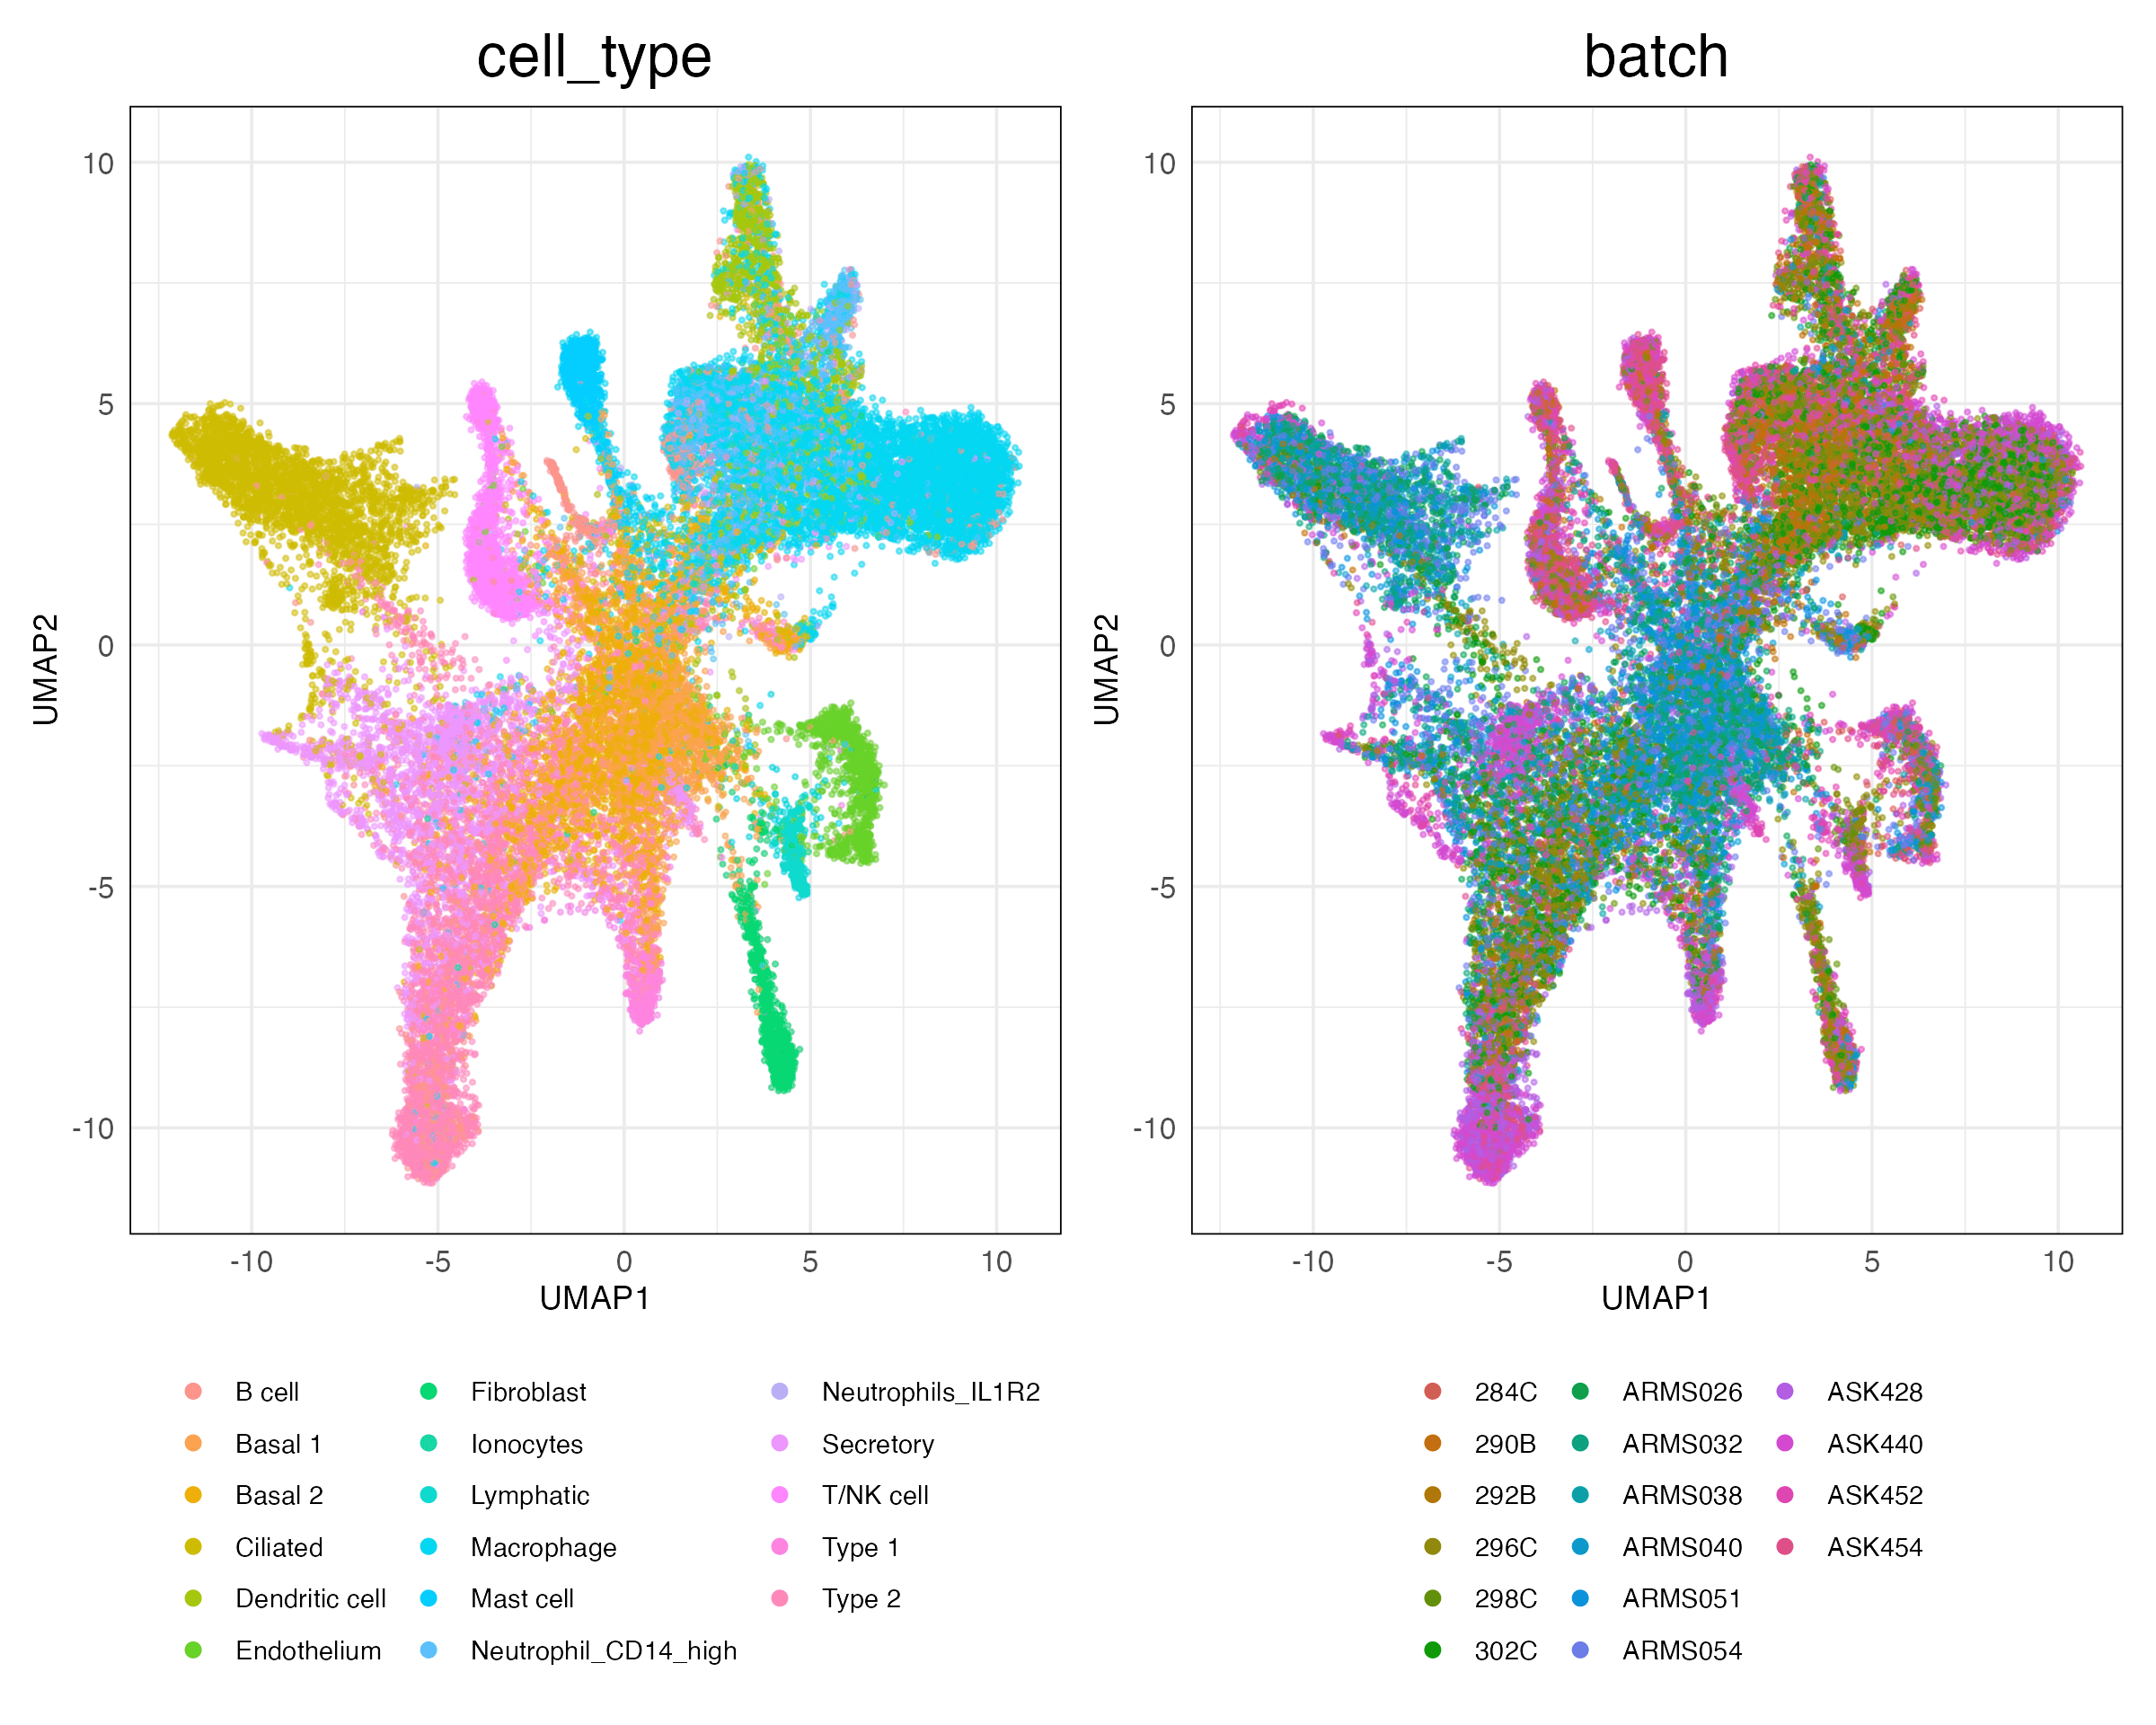 cell_type
batch
10
5
0
-5
-10
UMAP2
-10
-5
0
5
10
UMAP1
10
5
0
-5
-10
UMAP2
-10
-5
0
5
10
UMAP1
B cell
Basal 1
Basal 2
Ciliated
Dendritic cell
Endothelium
Fibroblast
Ionocytes
Lymphatic
Macrophage
Mast cell
Neutrophil_CD14_high
Neutrophils_IL1R2
Secretory
T/NK cell
Type 1
Type 2
284C
290B
292B
296C
298C
302C
ARMS026
ARMS032
ARMS038
ARMS040
ARMS051
ARMS054
ASK428
ASK440
ASK452
ASK454